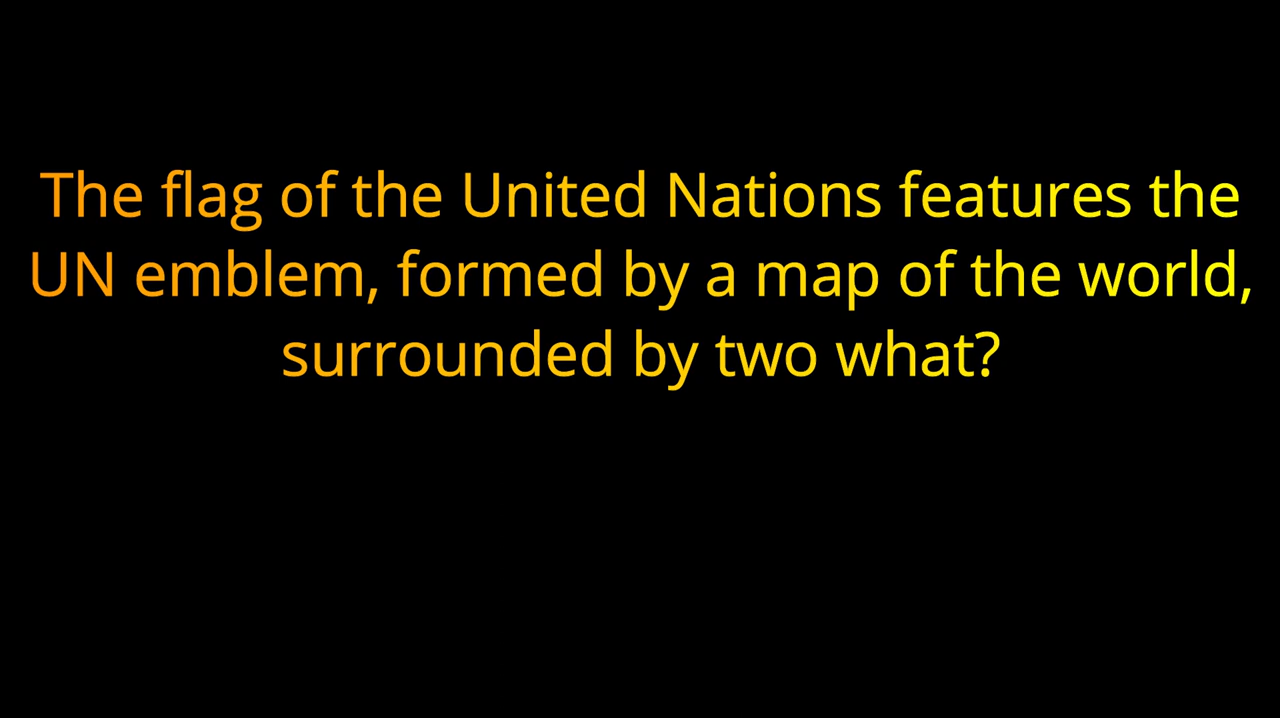 The flag of the United Nations features the
UN emblem, formed by a map of the world,
surrounded by two what?